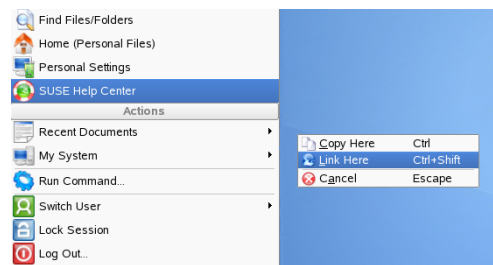 Find Files/Folders
Home (Personal Files)
Personal Settings
SUSE Help Center
Actions
Recent Documents
My System
Run Command...
Switch User
Lock Session
Log Out...
Copy Here Ctrl
Link Here Ctrl+Shift
Cancel Escape